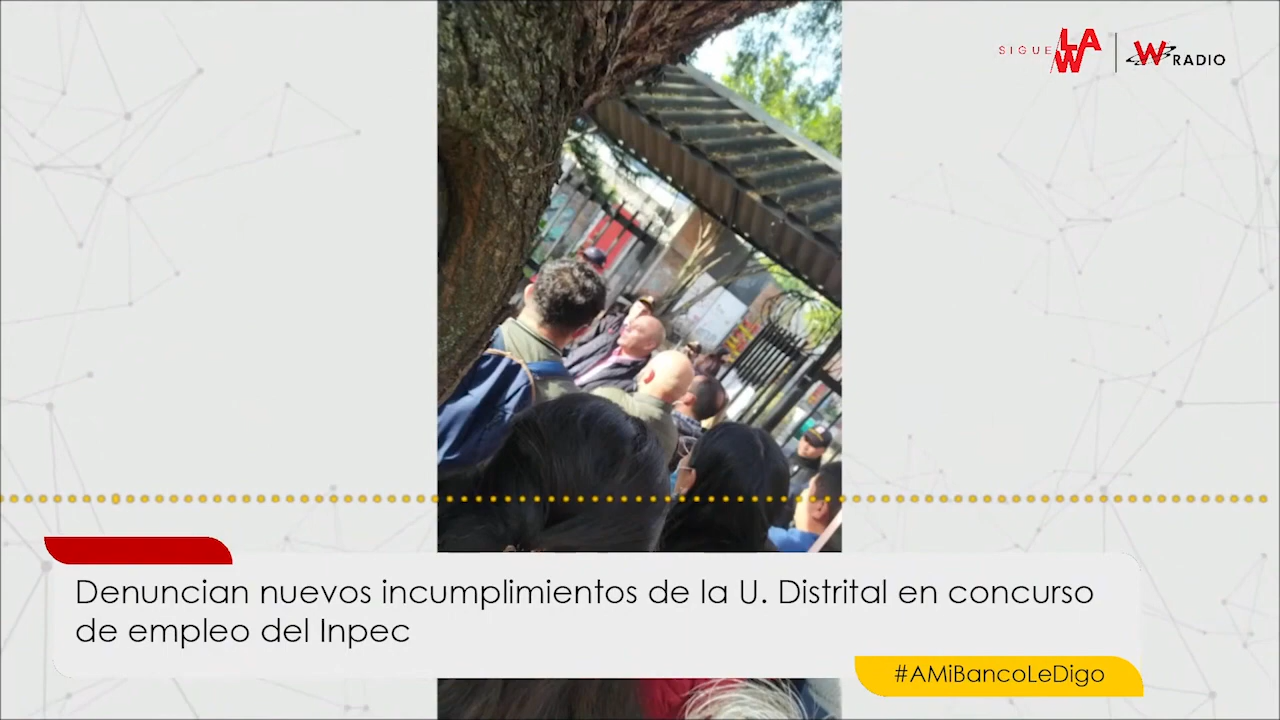 SIGUE LA W
W RADIO
Denuncian nuevos incumplimientos de la U. Distrital en concurso
de empleo del Inpec
#AMiBancoLeDigo